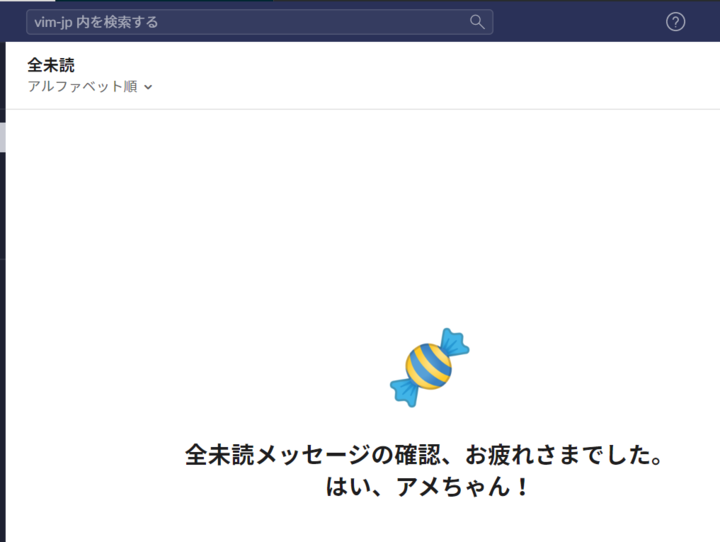 vim-jp 内を検索する
全未読
アルファベット順
全未読メッセージの確認、お疲れさまでした。
はい、アメちゃん！